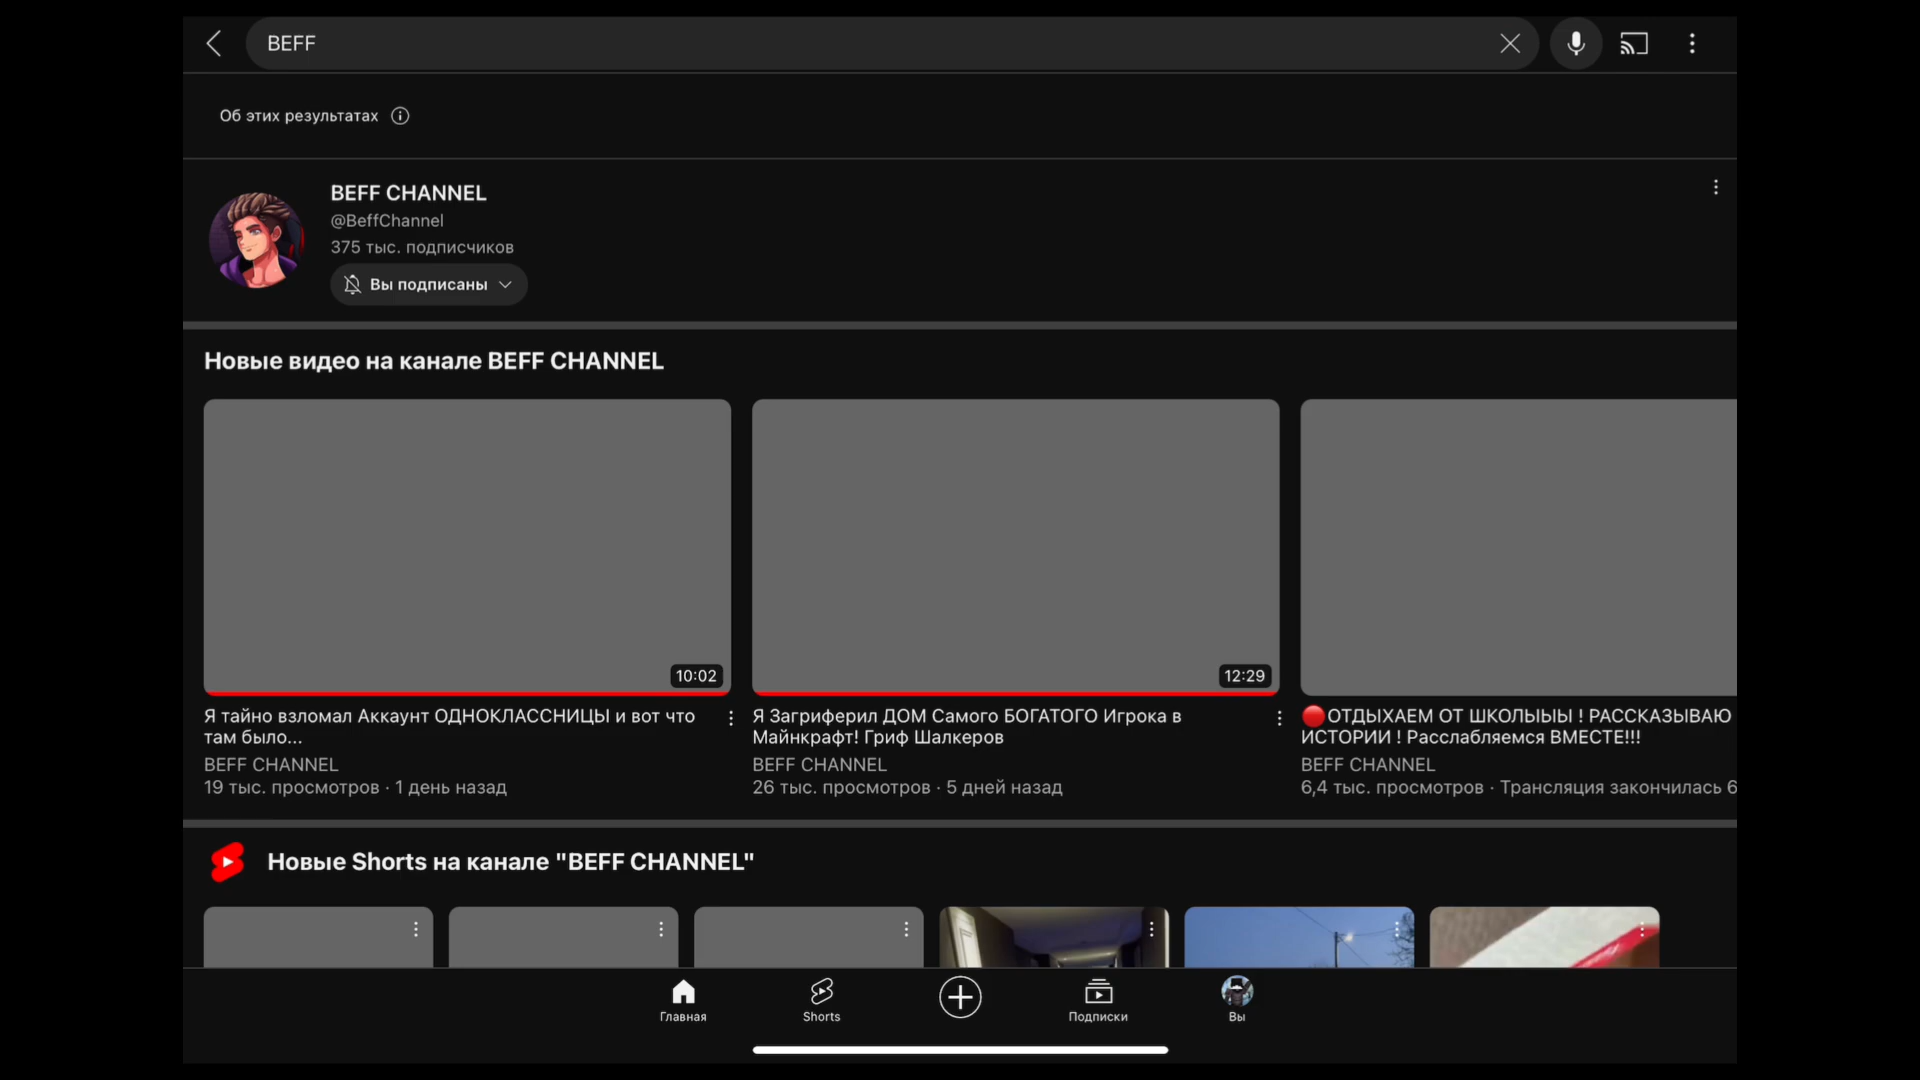 BEFF
Об этих результатах
BEFF CHANNEL
@BeffChannel
375 тыс. подписчиков
Вы подписаны
Новые видео на канале BEFF CHANNEL
10:02
12:29
Я тайно взломал Аккаунт ОДНОКЛАССНИЦЫ и вот что
там было...
BEFF CHANNEL
19 тыс. просмотров · 1 день назад
Я Загриферил ДОМ Самого БОГАТОГО Игрока в
Майнкрафт! Гриф Шалкеров
BEFF CHANNEL
26 тыс. просмотров · 5 дней назад
🔴ОТДЫХАЕМ ОТ ШКОЛЫЫЫ ! РАССКАЗЫВАЮ
ИСТОРИИ ! Расслабляемся ВМЕСТЕ!!!
BEFF CHANNEL
6,4 тыс. просмотров · Трансляция закончилась 6
Новые Shorts на канале "BEFF CHANNEL"
Главная
Shorts
Подписки
Вы